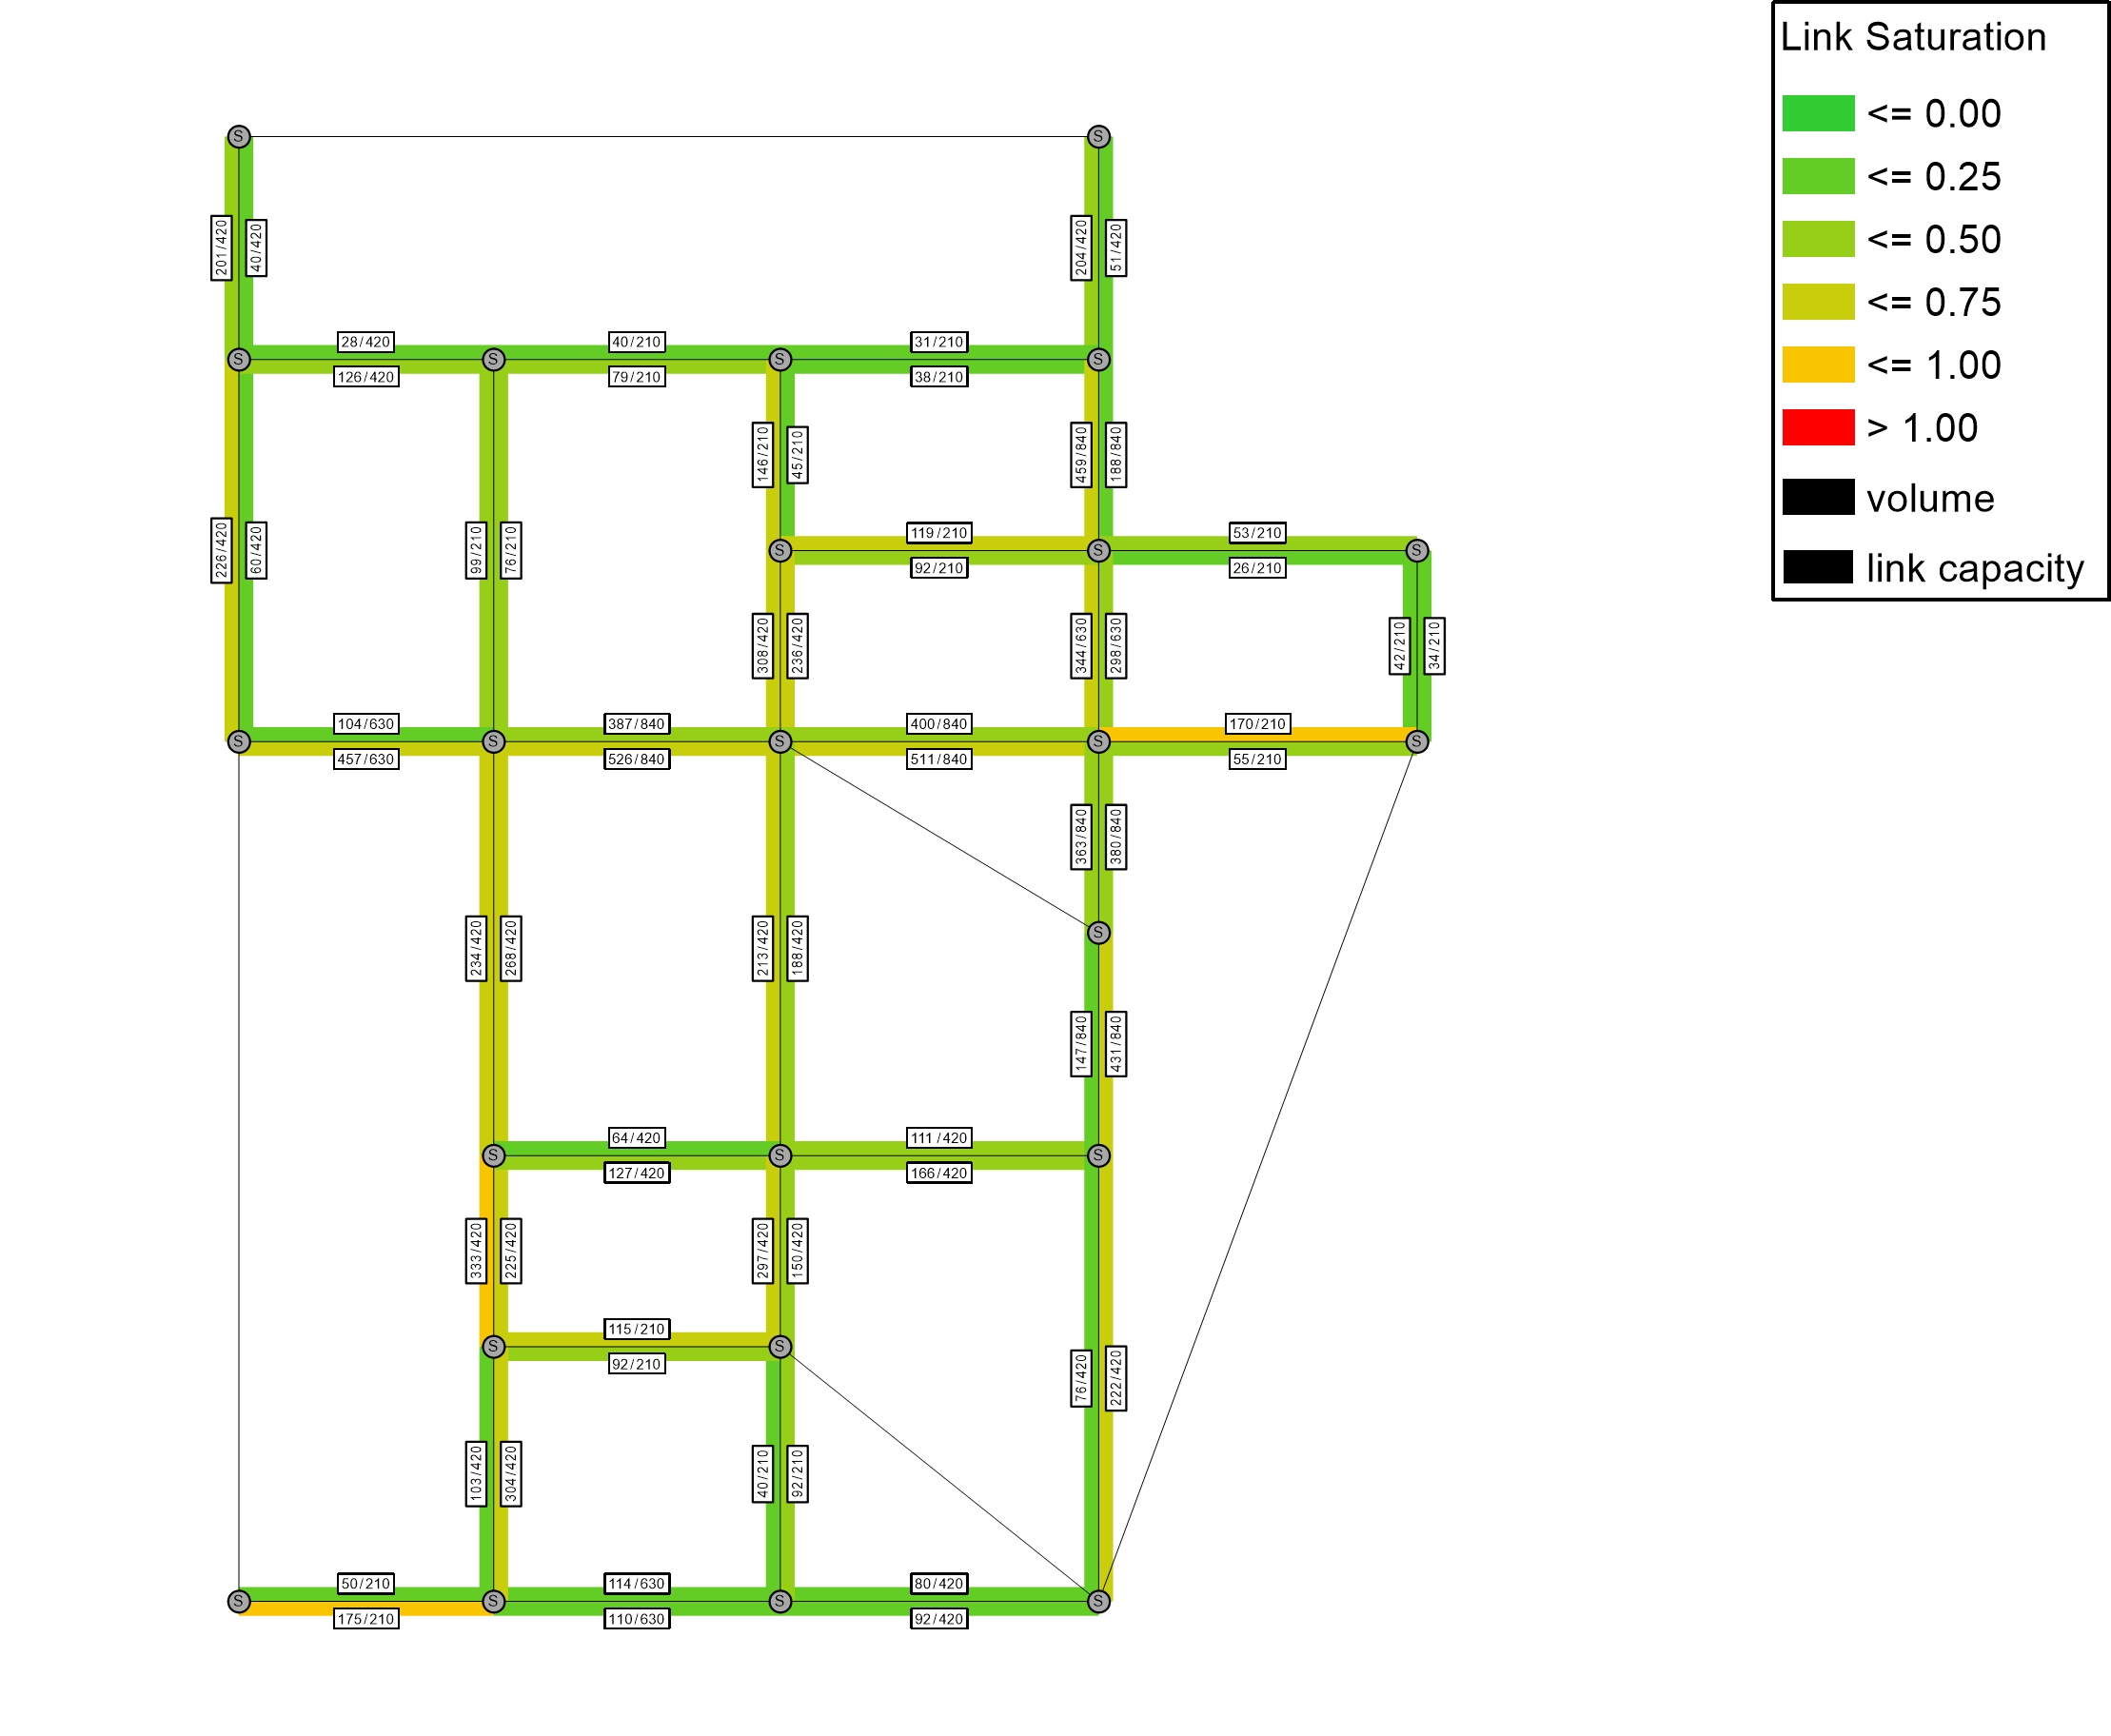 Link Saturation
<= 0.00
<= 0.25
<= 0.50
<= 0.75
<= 1.00
> 1.00
volume
link capacity
S
S
201/420
40/420
204/420
51/420
28/420
40/210
31/210
S
S
S
S
126/420
79/210
38/210
146/210
45/210
459/840
188/840
226/420
60/420
99/210
76/210
119/210
53/210
S
S
S
92/210
26/210
308/420
236/420
344/630
298/630
42/210
34/210
104/630
387/840
400/840
170/210
S
S
S
S
S
457/630
526/840
511/840
55/210
363/840
380/840
S
234/420
268/420
213/420
188/420
147/840
431/840
64/420
111/420
S
S
S
127/420
166/420
333/420
225/420
297/420
150/420
115/210
S
S
92/210
76/420
222/420
103/420
304/420
40/210
92/210
50/210
114/630
80/420
S
S
S
S
175/210
110/630
92/420